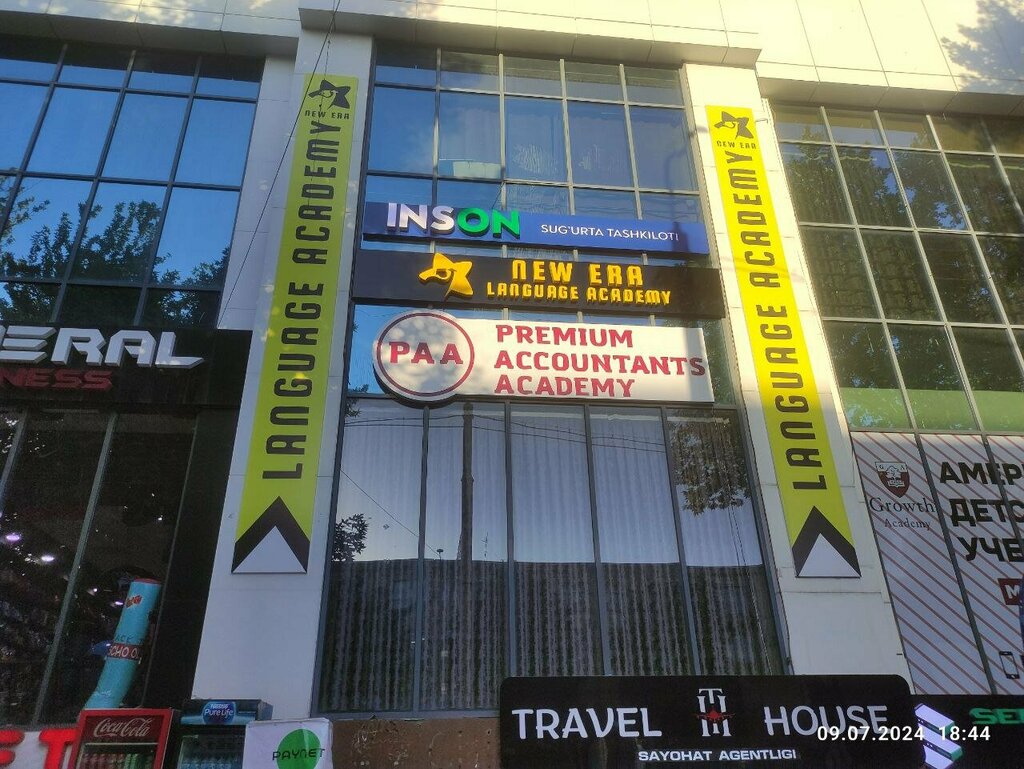 NEW ERA
LANGUAGE ACADEMY
NEW ERA
LANGUAGE ACADEMY
INSON SUG'URTA TASHKILOTI
NEW ERA
LANGUAGE ACADEMY
PAA
PREMIUM
ACCOUNTANTS
ACADEMY
ERAL
NESS
Growth
Academy
АМЕР
ДЕТС
УЧЕ
Coca-Cola
Nestlé
Pure Life
PAYNET
TRAVEL TH HOUSE
SAYOHAT AGENTLIGI
09.07.2024 18:44